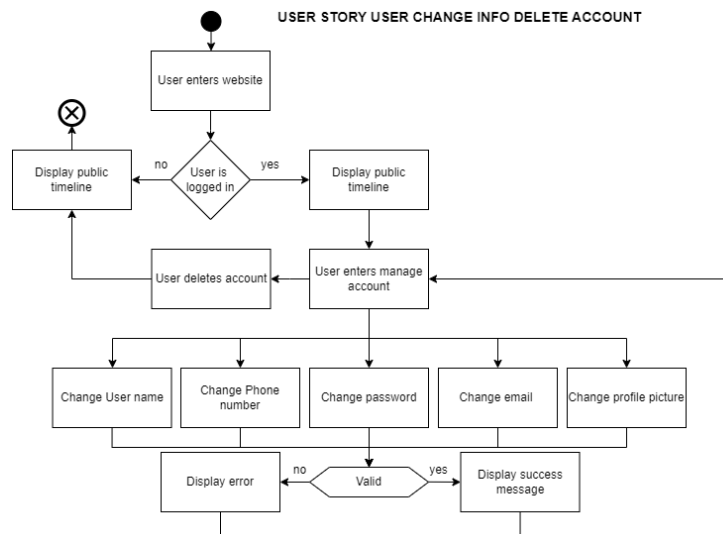 USER STORY USER CHANGE INFO DELETE ACCOUNT
User enters website
Display public
timeline
no
User is
logged in
yes
Display public
timeline
User deletes account
User enters manage
account
Change User name
Change Phone
number
Change password
Change email
Change profile picture
Display error
no
Valid
yes
Display success
message